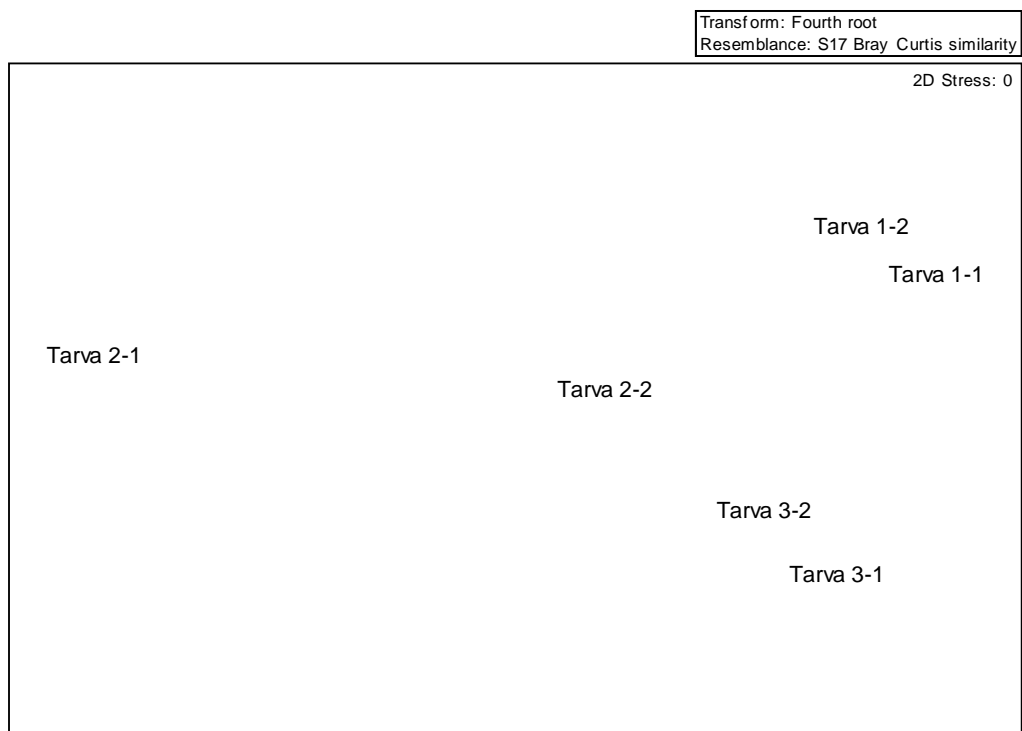 Transform: Fourth root
Resemblance: S17 Bray Curtis similarity
2D Stress: 0
Tarva 1-2
Tarva 1-1
Tarva 2-1
Tarva 2-2
Tarva 3-2
Tarva 3-1